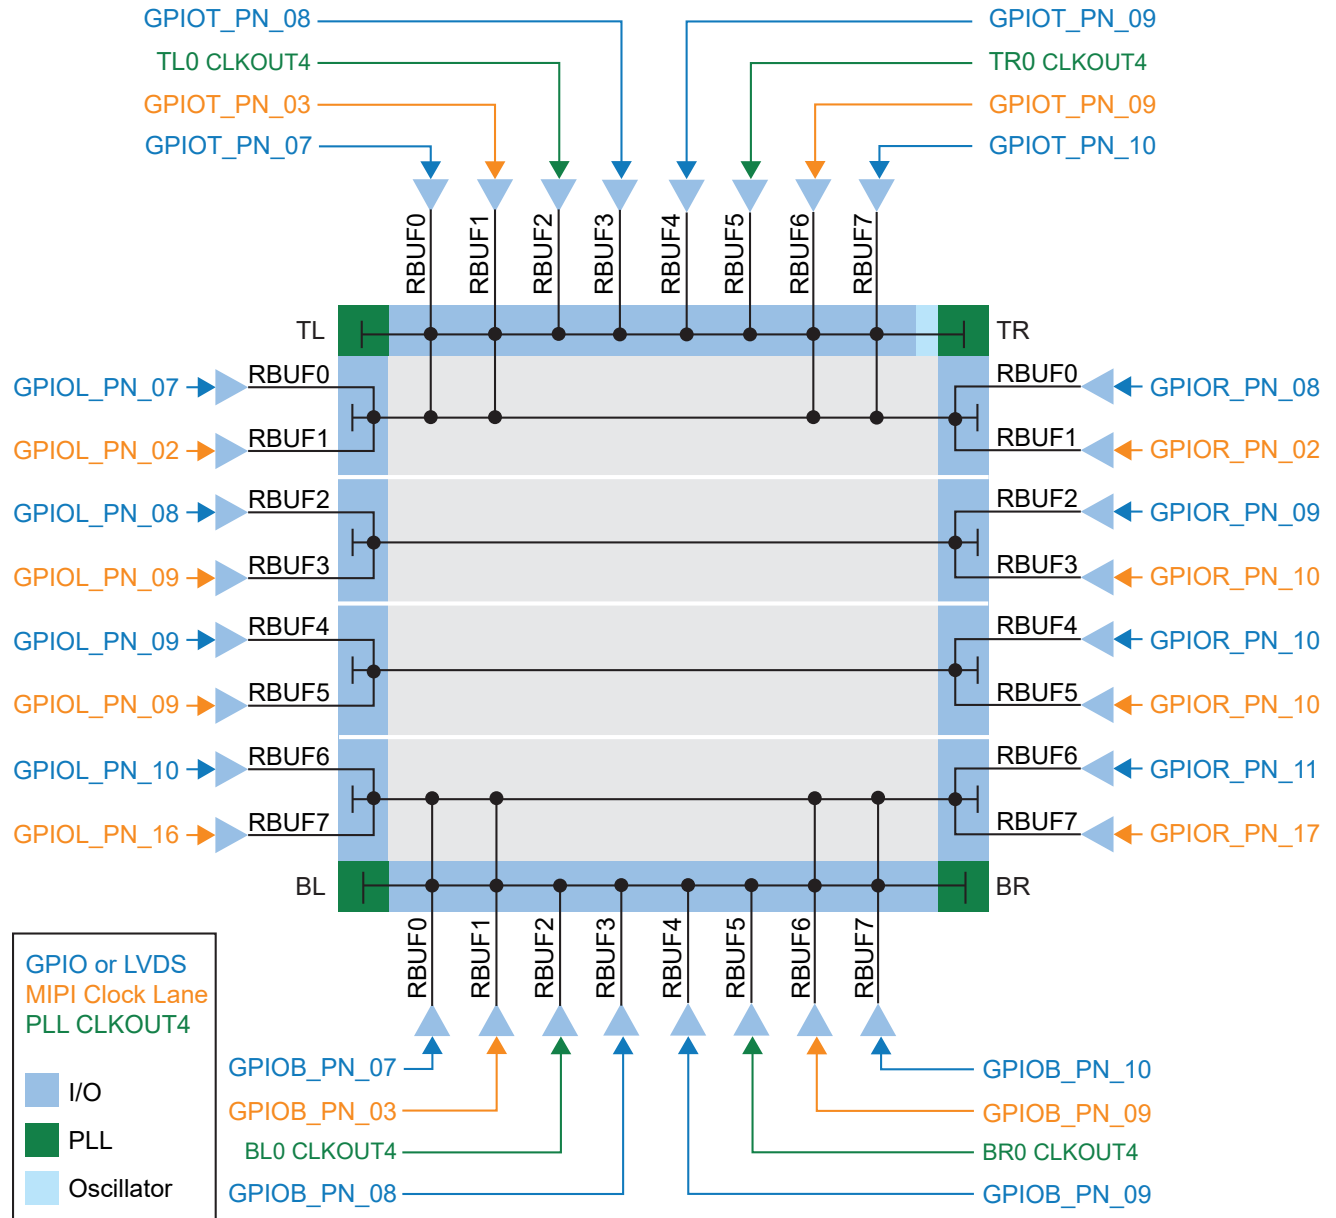 GPIOT_PN_08
GPIOT_PN_09
TL0 CLKOUT4
TR0 CLKOUT4
GPIOT_PN_03
GPIOT_PN_09
GPIOT_PN_07
GPIOT_PN_10
RBUF0
RBUF1
RBUF2
RBUF3
RBUF4
RBUF5
RBUF6
RBUF7
TL
TR
GPIOL_PN_07
RBUF0
RBUF0
GPIOR_PN_08
GPIOL_PN_02
RBUF1
RBUF1
GPIOR_PN_02
GPIOL_PN_08
RBUF2
RBUF2
GPIOR_PN_09
GPIOL_PN_09
RBUF3
RBUF3
GPIOR_PN_10
GPIOL_PN_09
RBUF4
RBUF4
GPIOR_PN_10
GPIOL_PN_09
RBUF5
RBUF5
GPIOR_PN_10
GPIOL_PN_10
RBUF6
RBUF6
GPIOR_PN_11
GPIOL_PN_16
RBUF7
RBUF7
GPIOR_PN_17
BL
BR
RBUF0
RBUF1
RBUF2
RBUF3
RBUF4
RBUF5
RBUF6
RBUF7
GPIOB_PN_07
GPIOB_PN_10
GPIOB_PN_03
GPIOB_PN_09
BL0 CLKOUT4
BR0 CLKOUT4
GPIOB_PN_08
GPIOB_PN_09
GPIO or LVDS
MIPI Clock Lane
PLL CLKOUT4
I/O
PLL
Oscillator